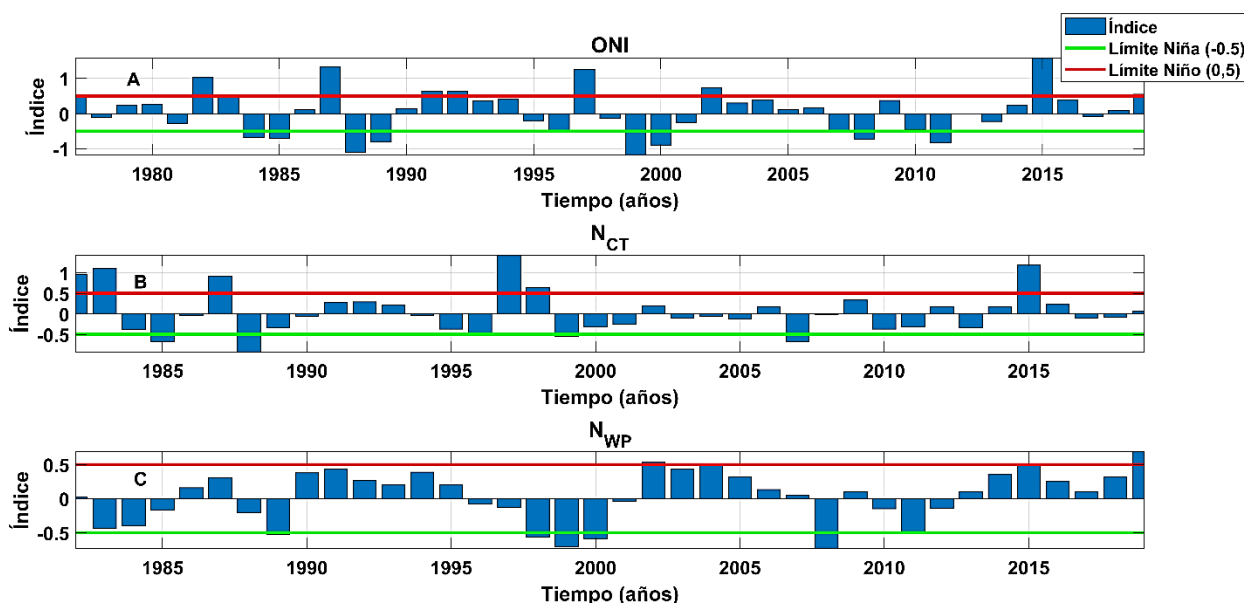 Índice
Límite Niña (-0.5)
Límite Niño (0,5)
ONI
A
Índice
1
0
-1
1980 1985 1990 1995 2000 2005 2010 2015
Tiempo (años)
N_CT
B
Índice
1
0.5
0
-0.5
1985 1990 1995 2000 2005 2010 2015
Tiempo (años)
N_WP
C
Índice
0.5
0
-0.5
1985 1990 1995 2000 2005 2010 2015
Tiempo (años)